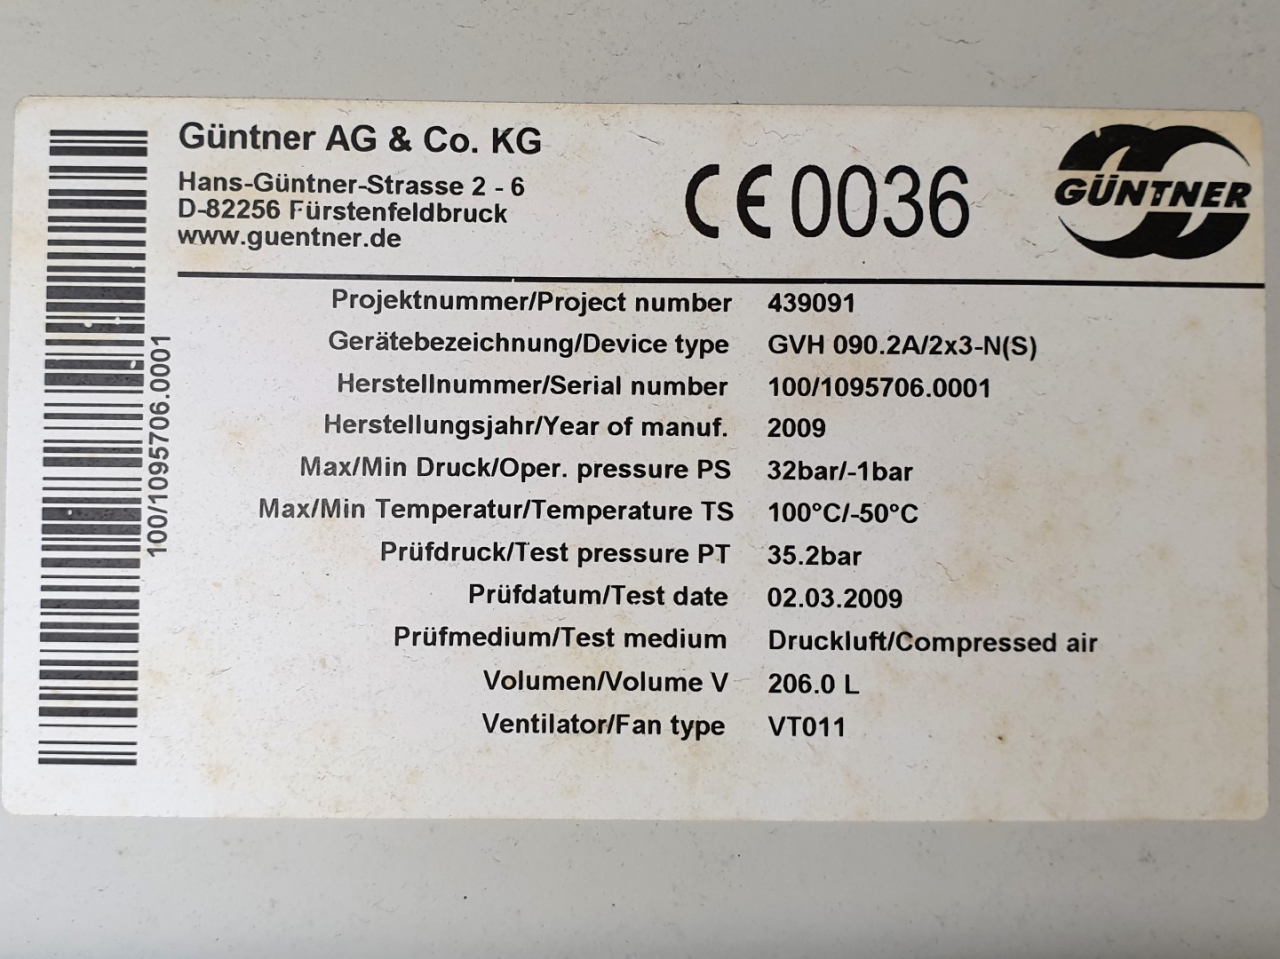 Güntner AG & Co. KG
Hans-Güntner-Strasse 2 - 6
D-82256 Fürstenfeldbruck
www.guentner.de
CE 0036
GÜNTNER
Projektnummer/Project number 439091
Gerätebezeichnung/Device type GVH 090.2A/2x3-N(S)
Herstellnummer/Serial number 100/1095706.0001
Herstellungsjahr/Year of manuf. 2009
Max/Min Druck/Oper. pressure PS 32bar/-1bar
Max/Min Temperatur/Temperature TS 100°C/-50°C
Prüfdruck/Test pressure PT 35.2bar
Prüfdatum/Test date 02.03.2009
Prüfmedium/Test medium Druckluft/Compressed air
Volumen/Volume V 206.0 L
Ventilator/Fan type VT011
100/1095706.0001